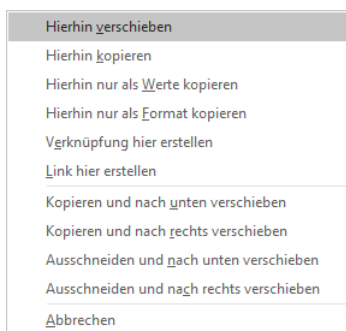 Hierhin verschieben
Hierhin kopieren
Hierhin nur als Werte kopieren
Hierhin nur als Format kopieren
Verknüpfung hier erstellen
Link hier erstellen
Kopieren und nach unten verschieben
Kopieren und nach rechts verschieben
Ausschneiden und nach unten verschieben
Ausschneiden und nach rechts verschieben
Abbrechen